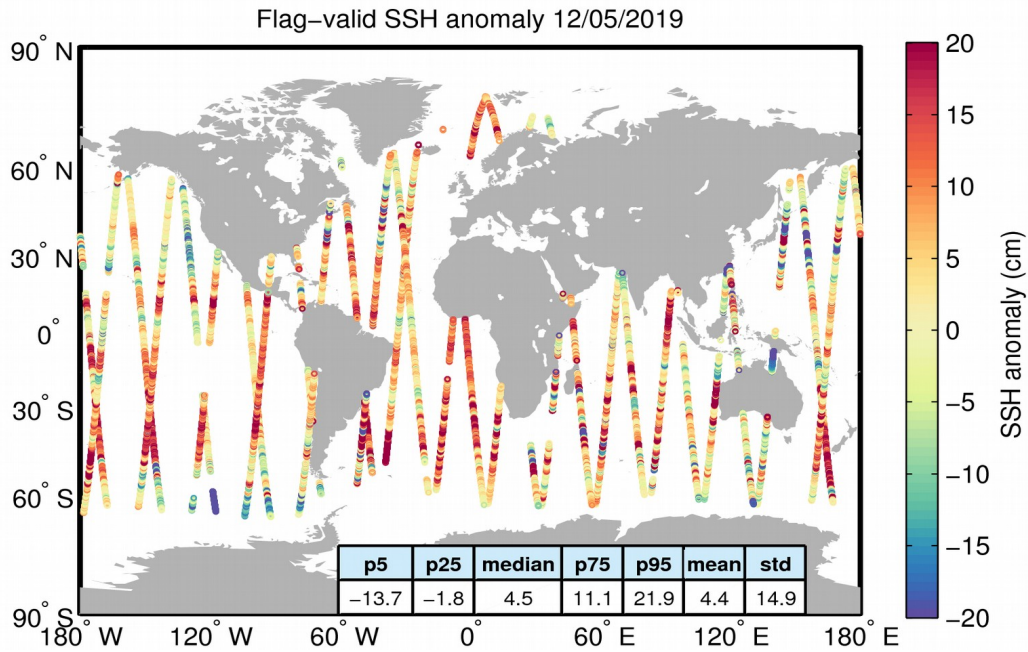 Flag−valid SSH anomaly 12/05/2019
90° N
60° N
30° N
0°
30° S
60° S
90° S
180° W
120° W
60° W
0°
60° E
120° E
180° E
p5 p25 median p75 p95 mean std
−13.7 −1.8 4.5 11.1 21.9 4.4 14.9
20
15
10
5
0
−5
−10
−15
−20
SSH anomaly (cm)